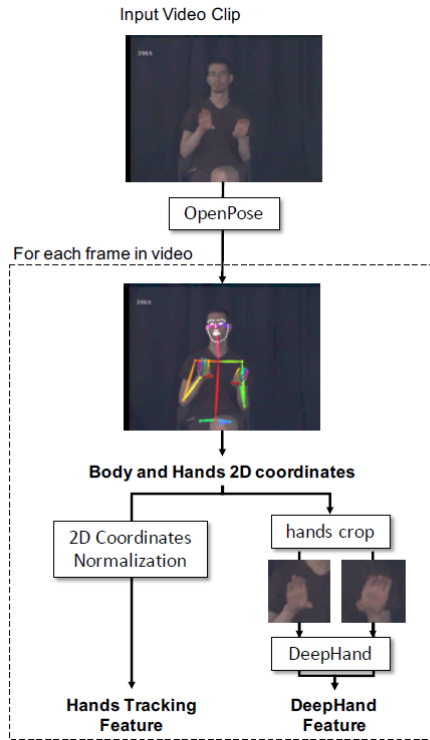 Input Video Clip
OpenPose
For each frame in video
Body and Hands 2D coordinates
2D Coordinates
Normalization
hands crop
DeepHand
Hands Tracking
Feature
DeepHand
Feature